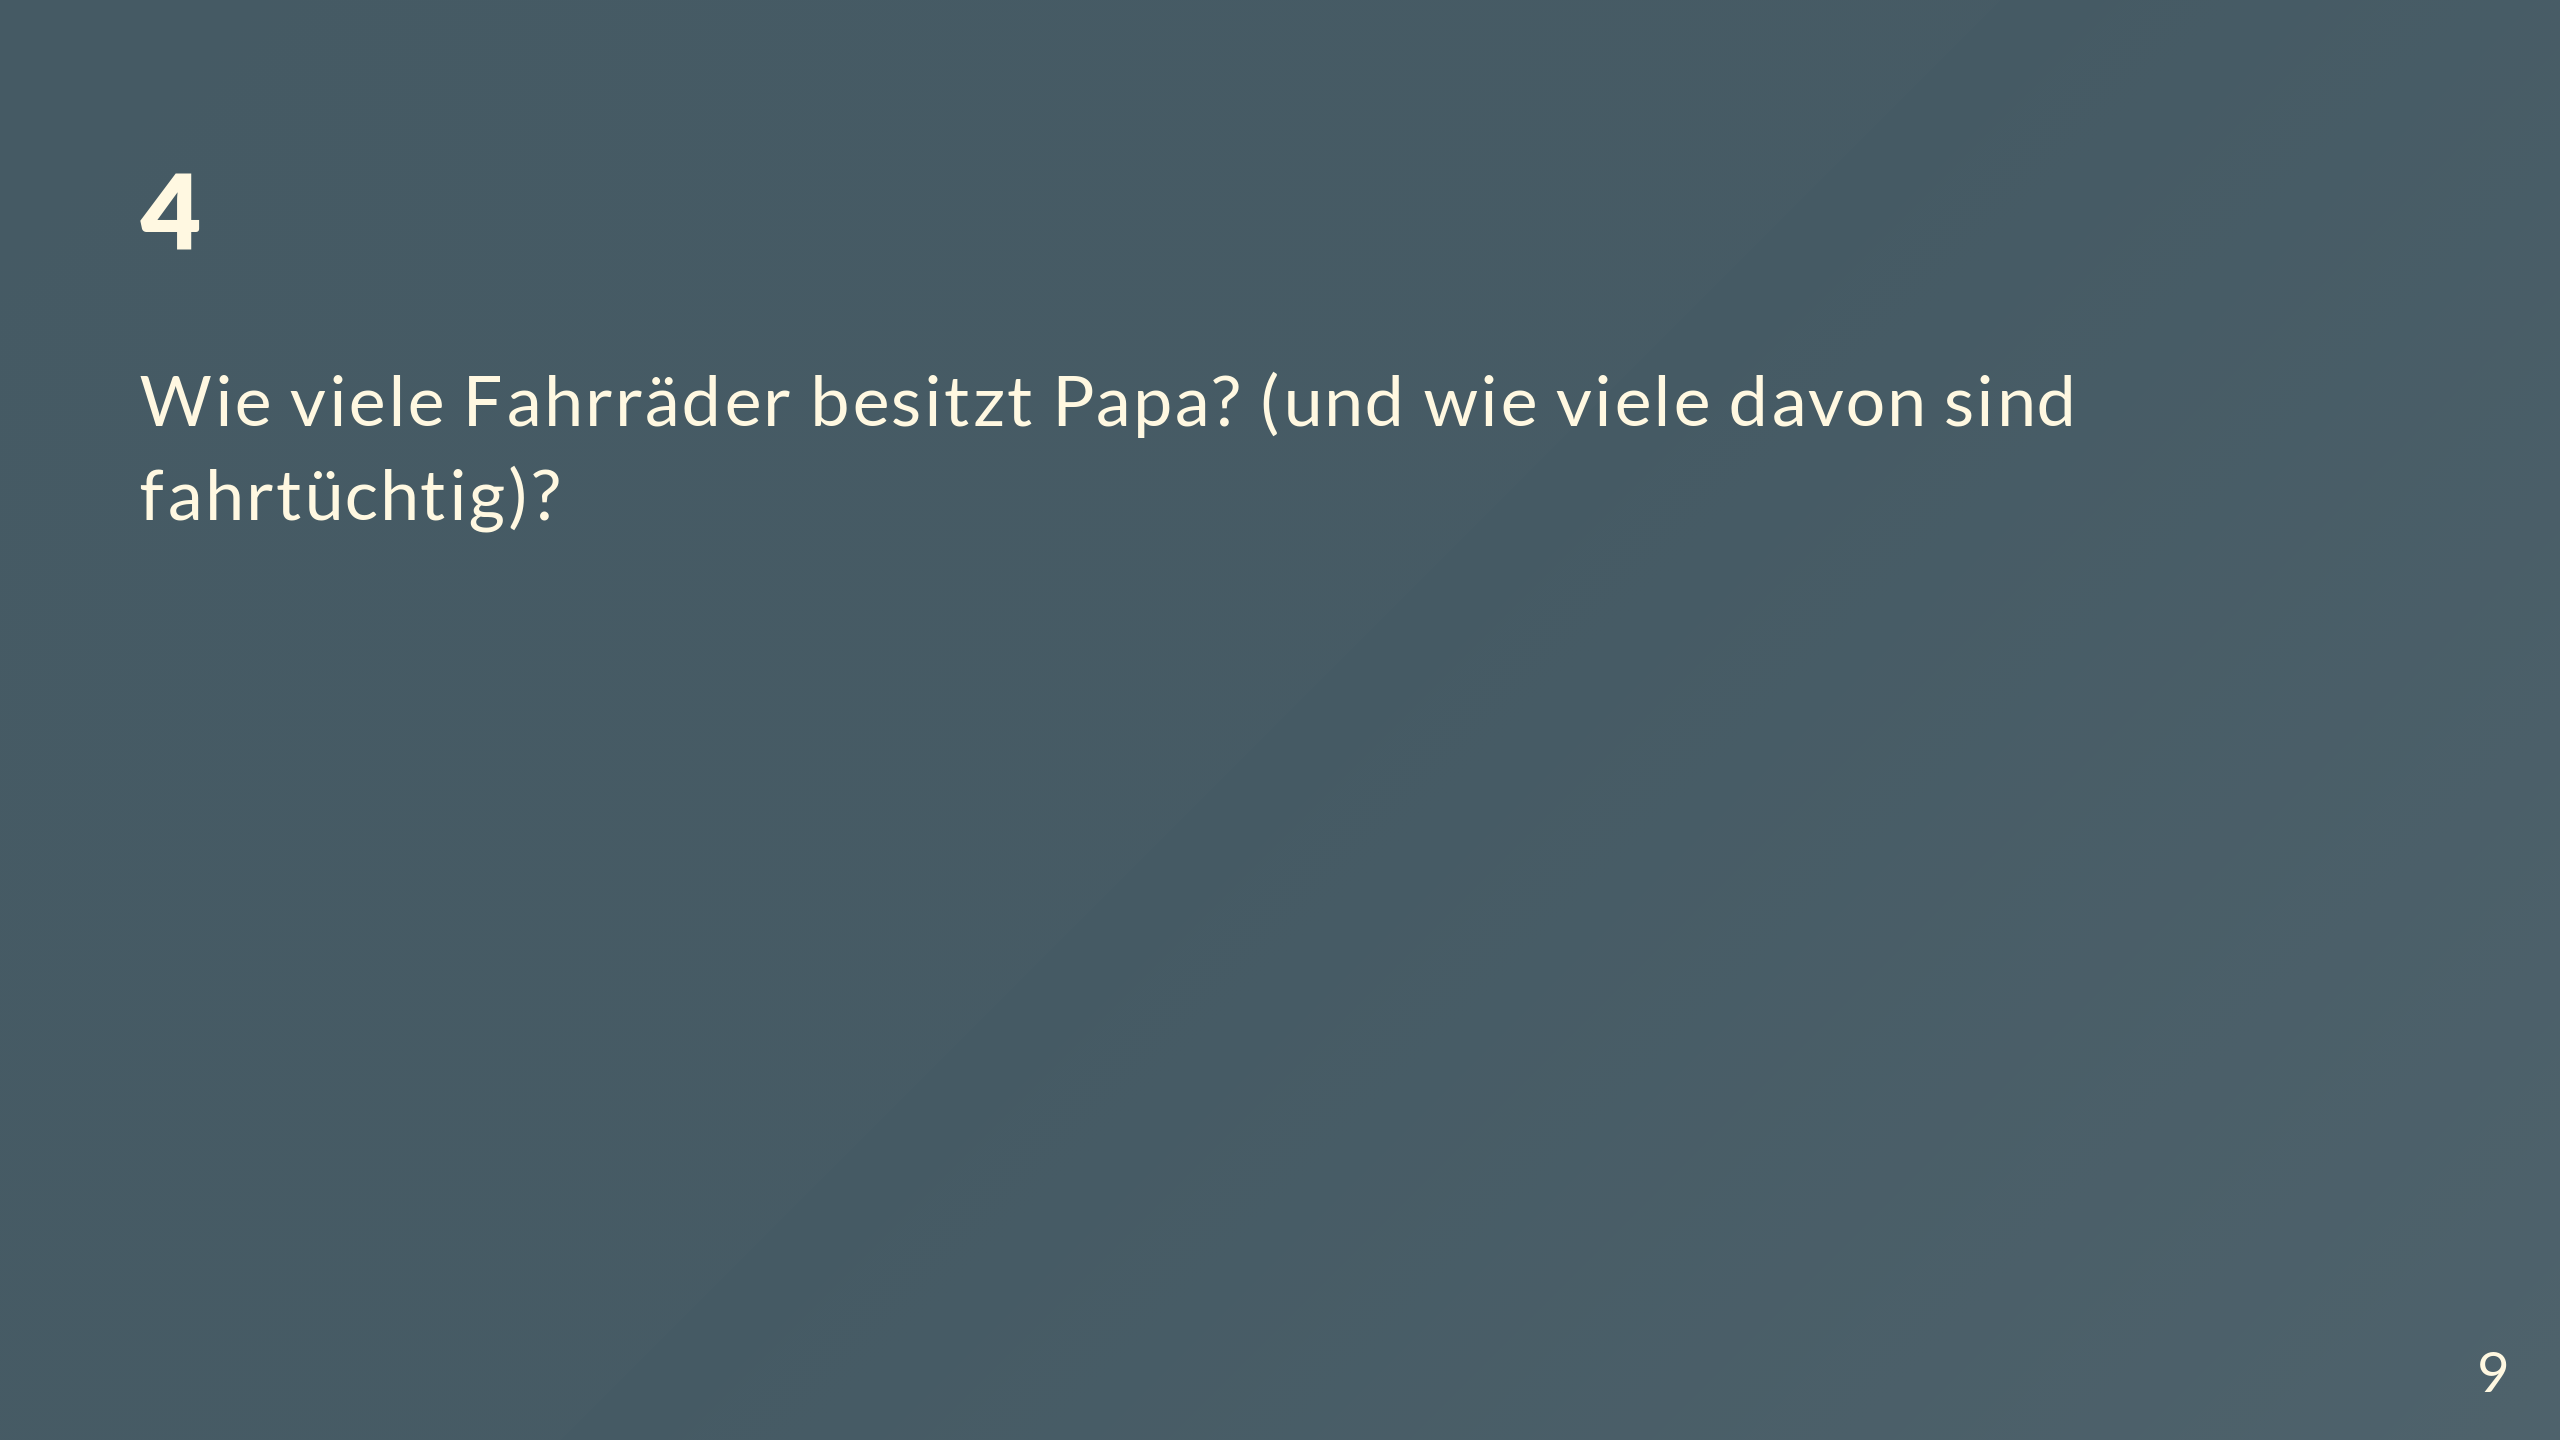 4
Wie viele Fahrräder besitzt Papa? (und wie viele davon sind
fahrtüchtig)?
9